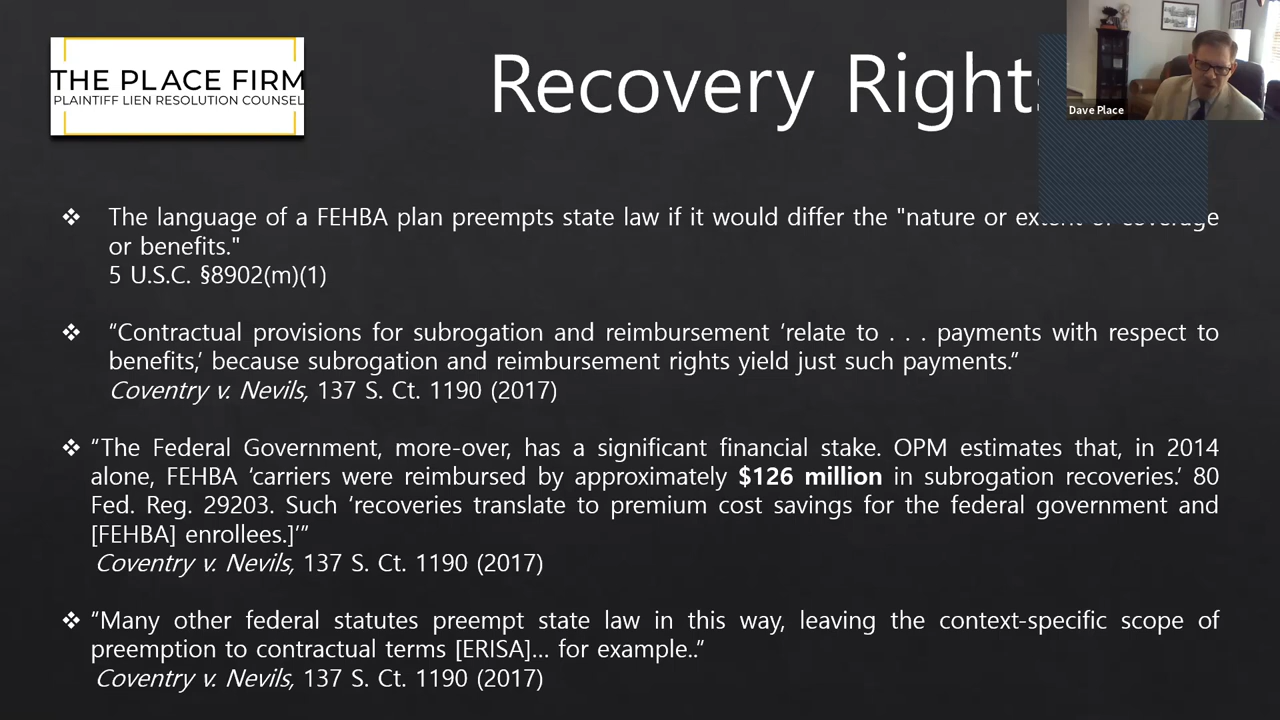 THE PLACE FIRM
PLAINTIFF LIEN RESOLUTION COUNSEL
Recovery Rights
Dave Place
❖ The language of a FEHBA plan preempts state law if it would differ the "nature or extent of coverage
or benefits."
5 U.S.C. §8902(m)(1)
❖ “Contractual provisions for subrogation and reimbursement ‘relate to . . . payments with respect to
benefits,’ because subrogation and reimbursement rights yield just such payments.”
Coventry v. Nevils, 137 S. Ct. 1190 (2017)
❖ “The Federal Government, more-over, has a significant financial stake. OPM estimates that, in 2014
alone, FEHBA ‘carriers were reimbursed by approximately $126 million in subrogation recoveries.’ 80
Fed. Reg. 29203. Such ‘recoveries translate to premium cost savings for the federal government and
[FEHBA] enrollees.]’”
Coventry v. Nevils, 137 S. Ct. 1190 (2017)
❖ “Many other federal statutes preempt state law in this way, leaving the context-specific scope of
preemption to contractual terms [ERISA]... for example..”
Coventry v. Nevils, 137 S. Ct. 1190 (2017)